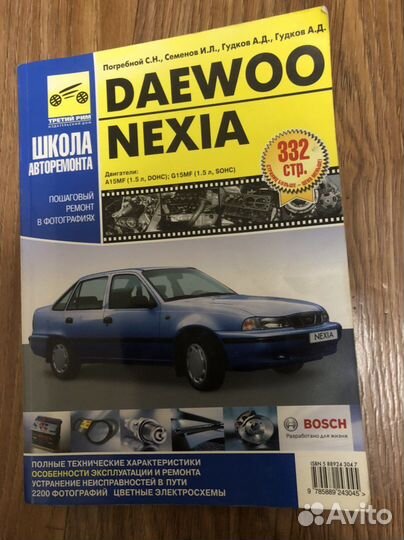 Погребной С.Н., Семенов И.Л., Гудков А.Д., Гудков А.Д.
DAEWOO
NEXIA
ТРЕТИЙ РИМ
ИЗДАТЕЛЬСКИЙ ДОМ
ШКОЛА
АВТОРЕМОНТА
ПОШАГОВЫЙ
РЕМОНТ
В ФОТОГРАФИЯХ
Двигатели:
A15MF (1.5 л, DOHC); G15MF (1.5 л, SOHC)
332
стр.
NEXIA
BOSCH
Разработано для жизни
ПОЛНЫЕ ТЕХНИЧЕСКИЕ ХАРАКТЕРИСТИКИ
ОСОБЕННОСТИ ЭКСПЛУАТАЦИИ И РЕМОНТА
УСТРАНЕНИЕ НЕИСПРАВНОСТЕЙ В ПУТИ
2200 ФОТОГРАФИЙ ЦВЕТНЫЕ ЭЛЕКТРОСХЕМЫ
ISBN 5 88924 304 7
9 785889 243045 >
Avito